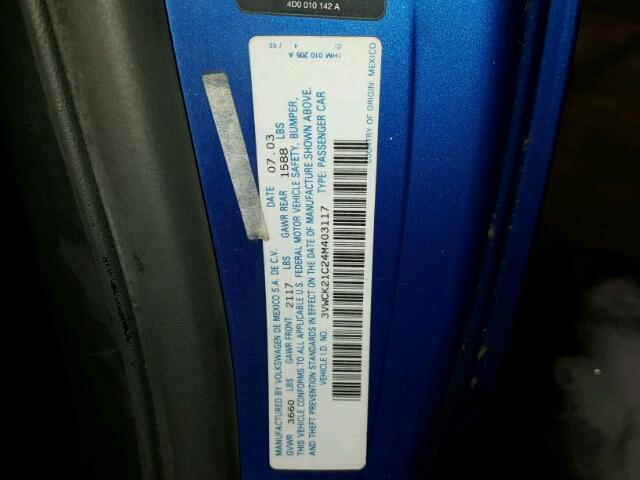 4D0 010 142 A
1HM 010 205 A
4 / 92
MANUFACTURED BY VOLKSWAGEN DE MEXICO S.A. DE C.V. DATE 07.03
GVWR 3660 LBS GAWR FRONT 2117 LBS GAWR REAR 1588 LBS
THIS VEHICLE CONFORMS TO ALL APPLICABLE U.S. FEDERAL MOTOR VEHICLE SAFETY, BUMPER,
AND THEFT PREVENTION STANDARDS IN EFFECT ON THE DATE OF MANUFACTURE SHOWN ABOVE.
VEHICLE I.D. NO. 3VWCK21C24M403117 TYPE: PASSENGER CAR
COUNTRY OF ORIGIN: MEXICO